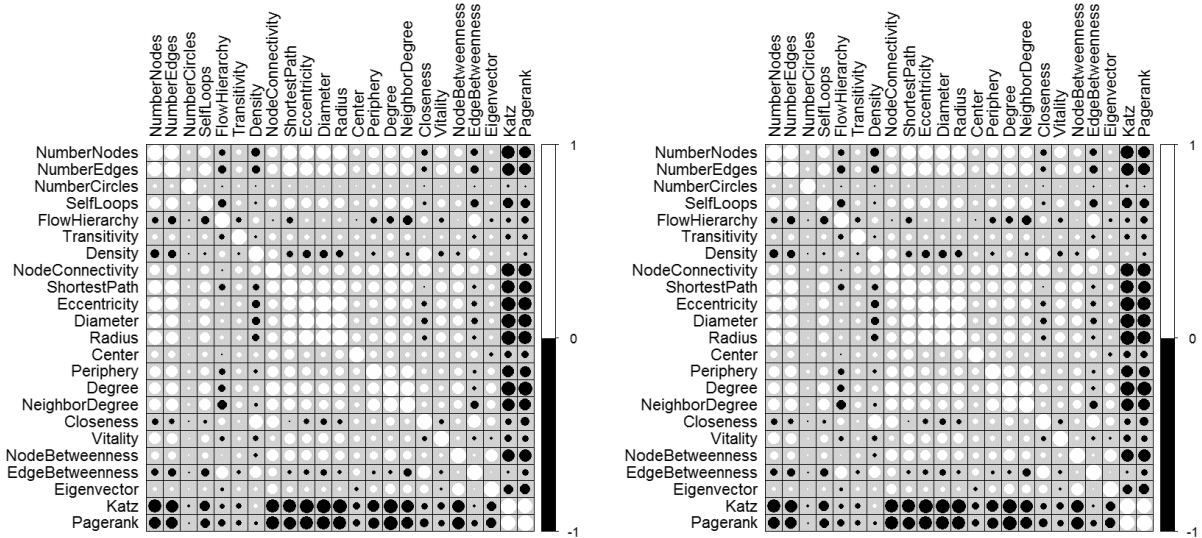 NumberNodes
NumberEdges
NumberCircles
SelfLoops
FlowHierarchy
Transitivity
Density
NodeConnectivity
ShortestPath
Eccentricity
Diameter
Radius
Center
Periphery
Degree
NeighborDegree
Closeness
Vitality
NodeBetweenness
EdgeBetweenness
Eigenvector
Katz
Pagerank
NumberNodes
NumberEdges
NumberCircles
SelfLoops
FlowHierarchy
Transitivity
Density
NodeConnectivity
ShortestPath
Eccentricity
Diameter
Radius
Center
Periphery
Degree
NeighborDegree
Closeness
Vitality
NodeBetweenness
EdgeBetweenness
Eigenvector
Katz
Pagerank
1
0
-1
NumberNodes
NumberEdges
NumberCircles
SelfLoops
FlowHierarchy
Transitivity
Density
NodeConnectivity
ShortestPath
Eccentricity
Diameter
Radius
Center
Periphery
Degree
NeighborDegree
Closeness
Vitality
NodeBetweenness
EdgeBetweenness
Eigenvector
Katz
Pagerank
NumberNodes
NumberEdges
NumberCircles
SelfLoops
FlowHierarchy
Transitivity
Density
NodeConnectivity
ShortestPath
Eccentricity
Diameter
Radius
Center
Periphery
Degree
NeighborDegree
Closeness
Vitality
NodeBetweenness
EdgeBetweenness
Eigenvector
Katz
Pagerank
1
0
-1